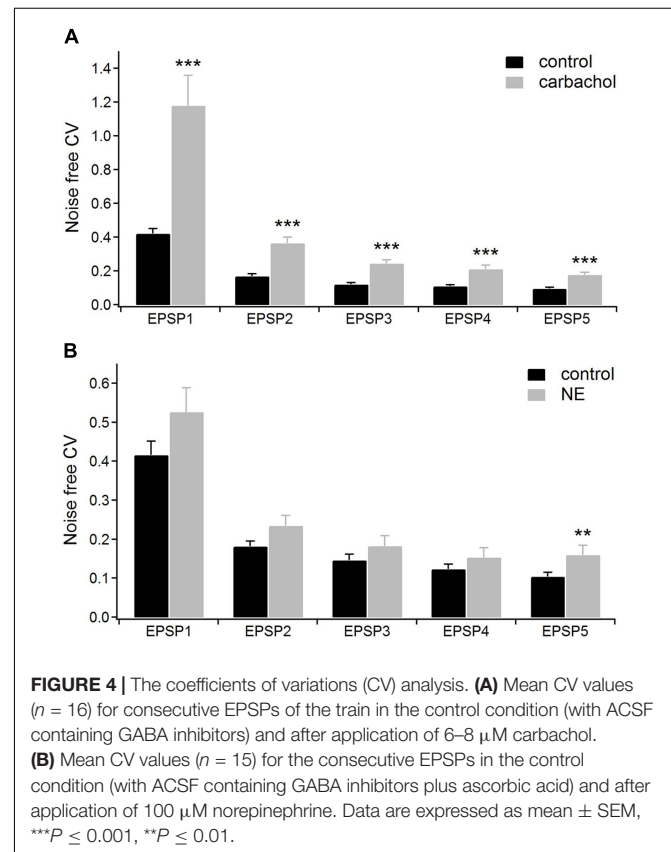 A
control
carbachol
***
***
***
***
***
Noise free CV
1.4
1.2
1.0
0.8
0.6
0.4
0.2
0.0
EPSP1 EPSP2 EPSP3 EPSP4 EPSP5
B
control
NE
**
Noise free CV
0.6
0.5
0.4
0.3
0.2
0.1
0.0
EPSP1 EPSP2 EPSP3 EPSP4 EPSP5
FIGURE 4 | The coefficients of variations (CV) analysis. (A) Mean CV values
(n = 16) for consecutive EPSPs of the train in the control condition (with ACSF
containing GABA inhibitors) and after application of 6–8 μM carbachol.
(B) Mean CV values (n = 15) for the consecutive EPSPs in the control
condition (with ACSF containing GABA inhibitors plus ascorbic acid) and after
application of 100 μM norepinephrine. Data are expressed as mean ± SEM,
***P ≤ 0.001, **P ≤ 0.01.